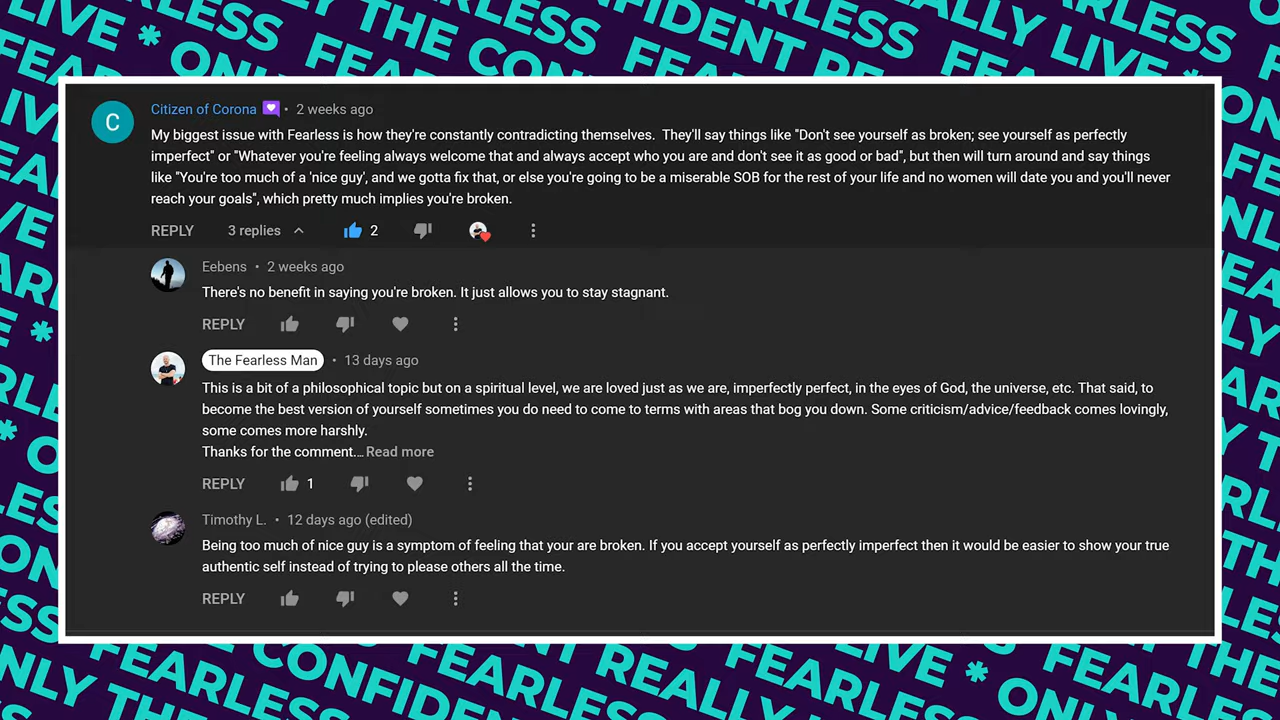 LIVE * ONLY THE CONFIDENT REALLY LIVE * FEARLESS
Citizen of Corona • 2 weeks ago
C
My biggest issue with Fearless is how they're constantly contradicting themselves.  They'll say things like "Don't see yourself as broken; see yourself as perfectly
imperfect" or "Whatever you're feeling always welcome that and always accept who you are and don't see it as good or bad", but then will turn around and say things
like "You're too much of a 'nice guy', and we gotta fix that, or else you're going to be a miserable SOB for the rest of your life and no women will date you and you'll never
reach your goals", which pretty much implies you're broken.
REPLY 3 replies 2
Eebens • 2 weeks ago
There's no benefit in saying you're broken. It just allows you to stay stagnant.
REPLY
The Fearless Man • 13 days ago
This is a bit of a philosophical topic but on a spiritual level, we are loved just as we are, imperfectly perfect, in the eyes of God, the universe, etc. That said, to
become the best version of yourself sometimes you do need to come to terms with areas that bog you down. Some criticism/advice/feedback comes lovingly,
some comes more harshly.
Thanks for the comment... Read more
REPLY 1
Timothy L. • 12 days ago (edited)
Being too much of nice guy is a symptom of feeling that your are broken. If you accept yourself as perfectly imperfect then it would be easier to show your true
authentic self instead of trying to please others all the time.
REPLY